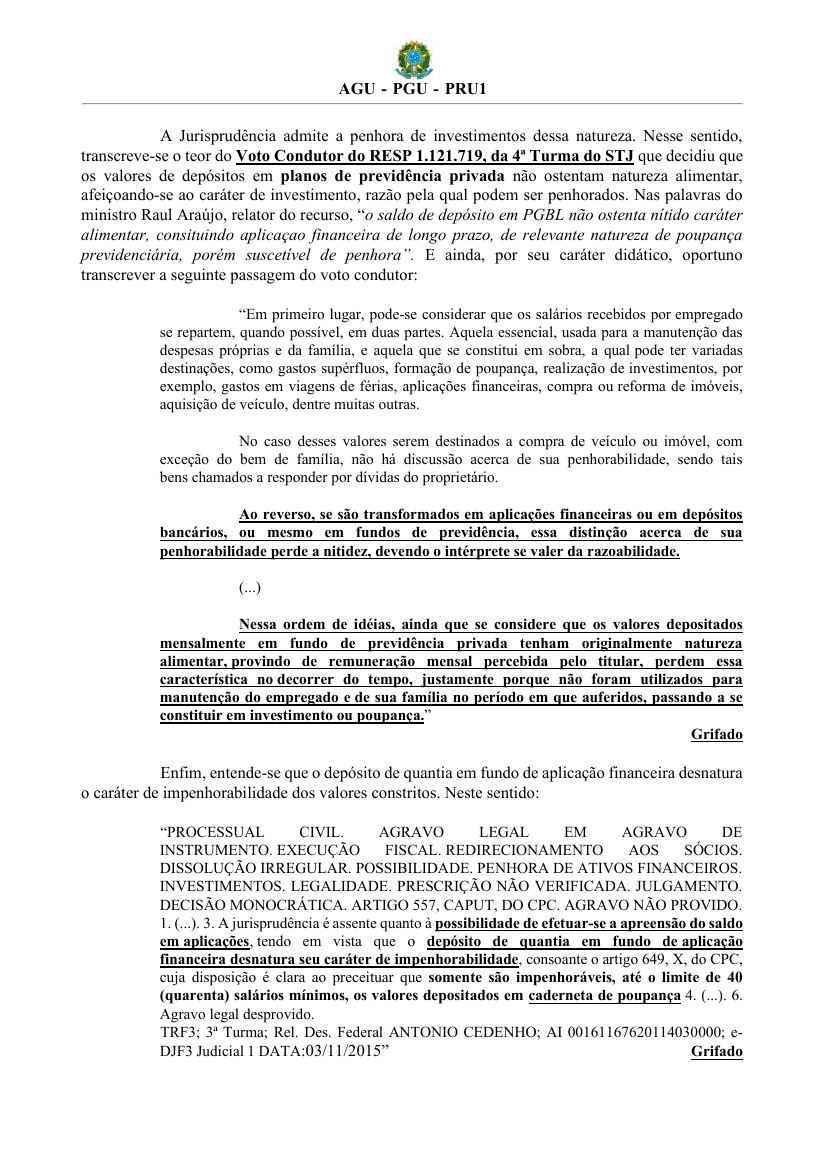 AGU - PGU - PRU1
A Jurisprudência admite a penhora de investimentos dessa natureza. Nesse sentido,
transcreve-se o teor do Voto Condutor do RESP 1.121.719, da 4ª Turma do STJ que decidiu que
os valores de depósitos em planos de previdência privada não ostentam natureza alimentar,
afeiçoando-se ao caráter de investimento, razão pela qual podem ser penhorados. Nas palavras do
ministro Raul Araújo, relator do recurso, “o saldo de depósito em PGBL não ostenta nítido caráter
alimentar, consituindo aplicaçao financeira de longo prazo, de relevante natureza de poupança
previdenciária, porém suscetível de penhora”. E ainda, por seu caráter didático, oportuno
transcrever a seguinte passagem do voto condutor:
“Em primeiro lugar, pode-se considerar que os salários recebidos por empregado
se repartem, quando possível, em duas partes. Aquela essencial, usada para a manutenção das
despesas próprias e da família, e aquela que se constitui em sobra, a qual pode ter variadas
destinações, como gastos supérfluos, formação de poupança, realização de investimentos, por
exemplo, gastos em viagens de férias, aplicações financeiras, compra ou reforma de imóveis,
aquisição de veículo, dentre muitas outras.
No caso desses valores serem destinados a compra de veículo ou imóvel, com
exceção do bem de família, não há discussão acerca de sua penhorabilidade, sendo tais
bens chamados a responder por dívidas do proprietário.
Ao reverso, se são transformados em aplicações financeiras ou em depósitos
bancários, ou mesmo em fundos de previdência, essa distinção acerca de sua
penhorabilidade perde a nitidez, devendo o intérprete se valer da razoabilidade.
(...)
Nessa ordem de idéias, ainda que se considere que os valores depositados
mensalmente em fundo de previdência privada tenham originalmente natureza
alimentar, provindo de remuneração mensal percebida pelo titular, perdem essa
característica no decorrer do tempo, justamente porque não foram utilizados para
manutenção do empregado e de sua família no período em que auferidos, passando a se
constituir em investimento ou poupança.”
Grifado
Enfim, entende-se que o depósito de quantia em fundo de aplicação financeira desnatura
o caráter de impenhorabilidade dos valores constritos. Neste sentido:
“PROCESSUAL CIVIL. AGRAVO LEGAL EM AGRAVO DE
INSTRUMENTO. EXECUÇÃO FISCAL. REDIRECIONAMENTO AOS SÓCIOS.
DISSOLUÇÃO IRREGULAR. POSSIBILIDADE. PENHORA DE ATIVOS FINANCEIROS.
INVESTIMENTOS. LEGALIDADE. PRESCRIÇÃO NÃO VERIFICADA. JULGAMENTO.
DECISÃO MONOCRÁTICA. ARTIGO 557, CAPUT, DO CPC. AGRAVO NÃO PROVIDO.
1. (...). 3. A jurisprudência é assente quanto à possibilidade de efetuar-se a apreensão do saldo
em aplicações, tendo em vista que o depósito de quantia em fundo de aplicação
financeira desnatura seu caráter de impenhorabilidade, consoante o artigo 649, X, do CPC,
cuja disposição é clara ao preceituar que somente são impenhoráveis, até o limite de 40
(quarenta) salários mínimos, os valores depositados em caderneta de poupança 4. (...). 6.
Agravo legal desprovido.
TRF3; 3ª Turma; Rel. Des. Federal ANTONIO CEDENHO; AI 00161167620114030000; e-
DJF3 Judicial 1 DATA:03/11/2015” Grifado